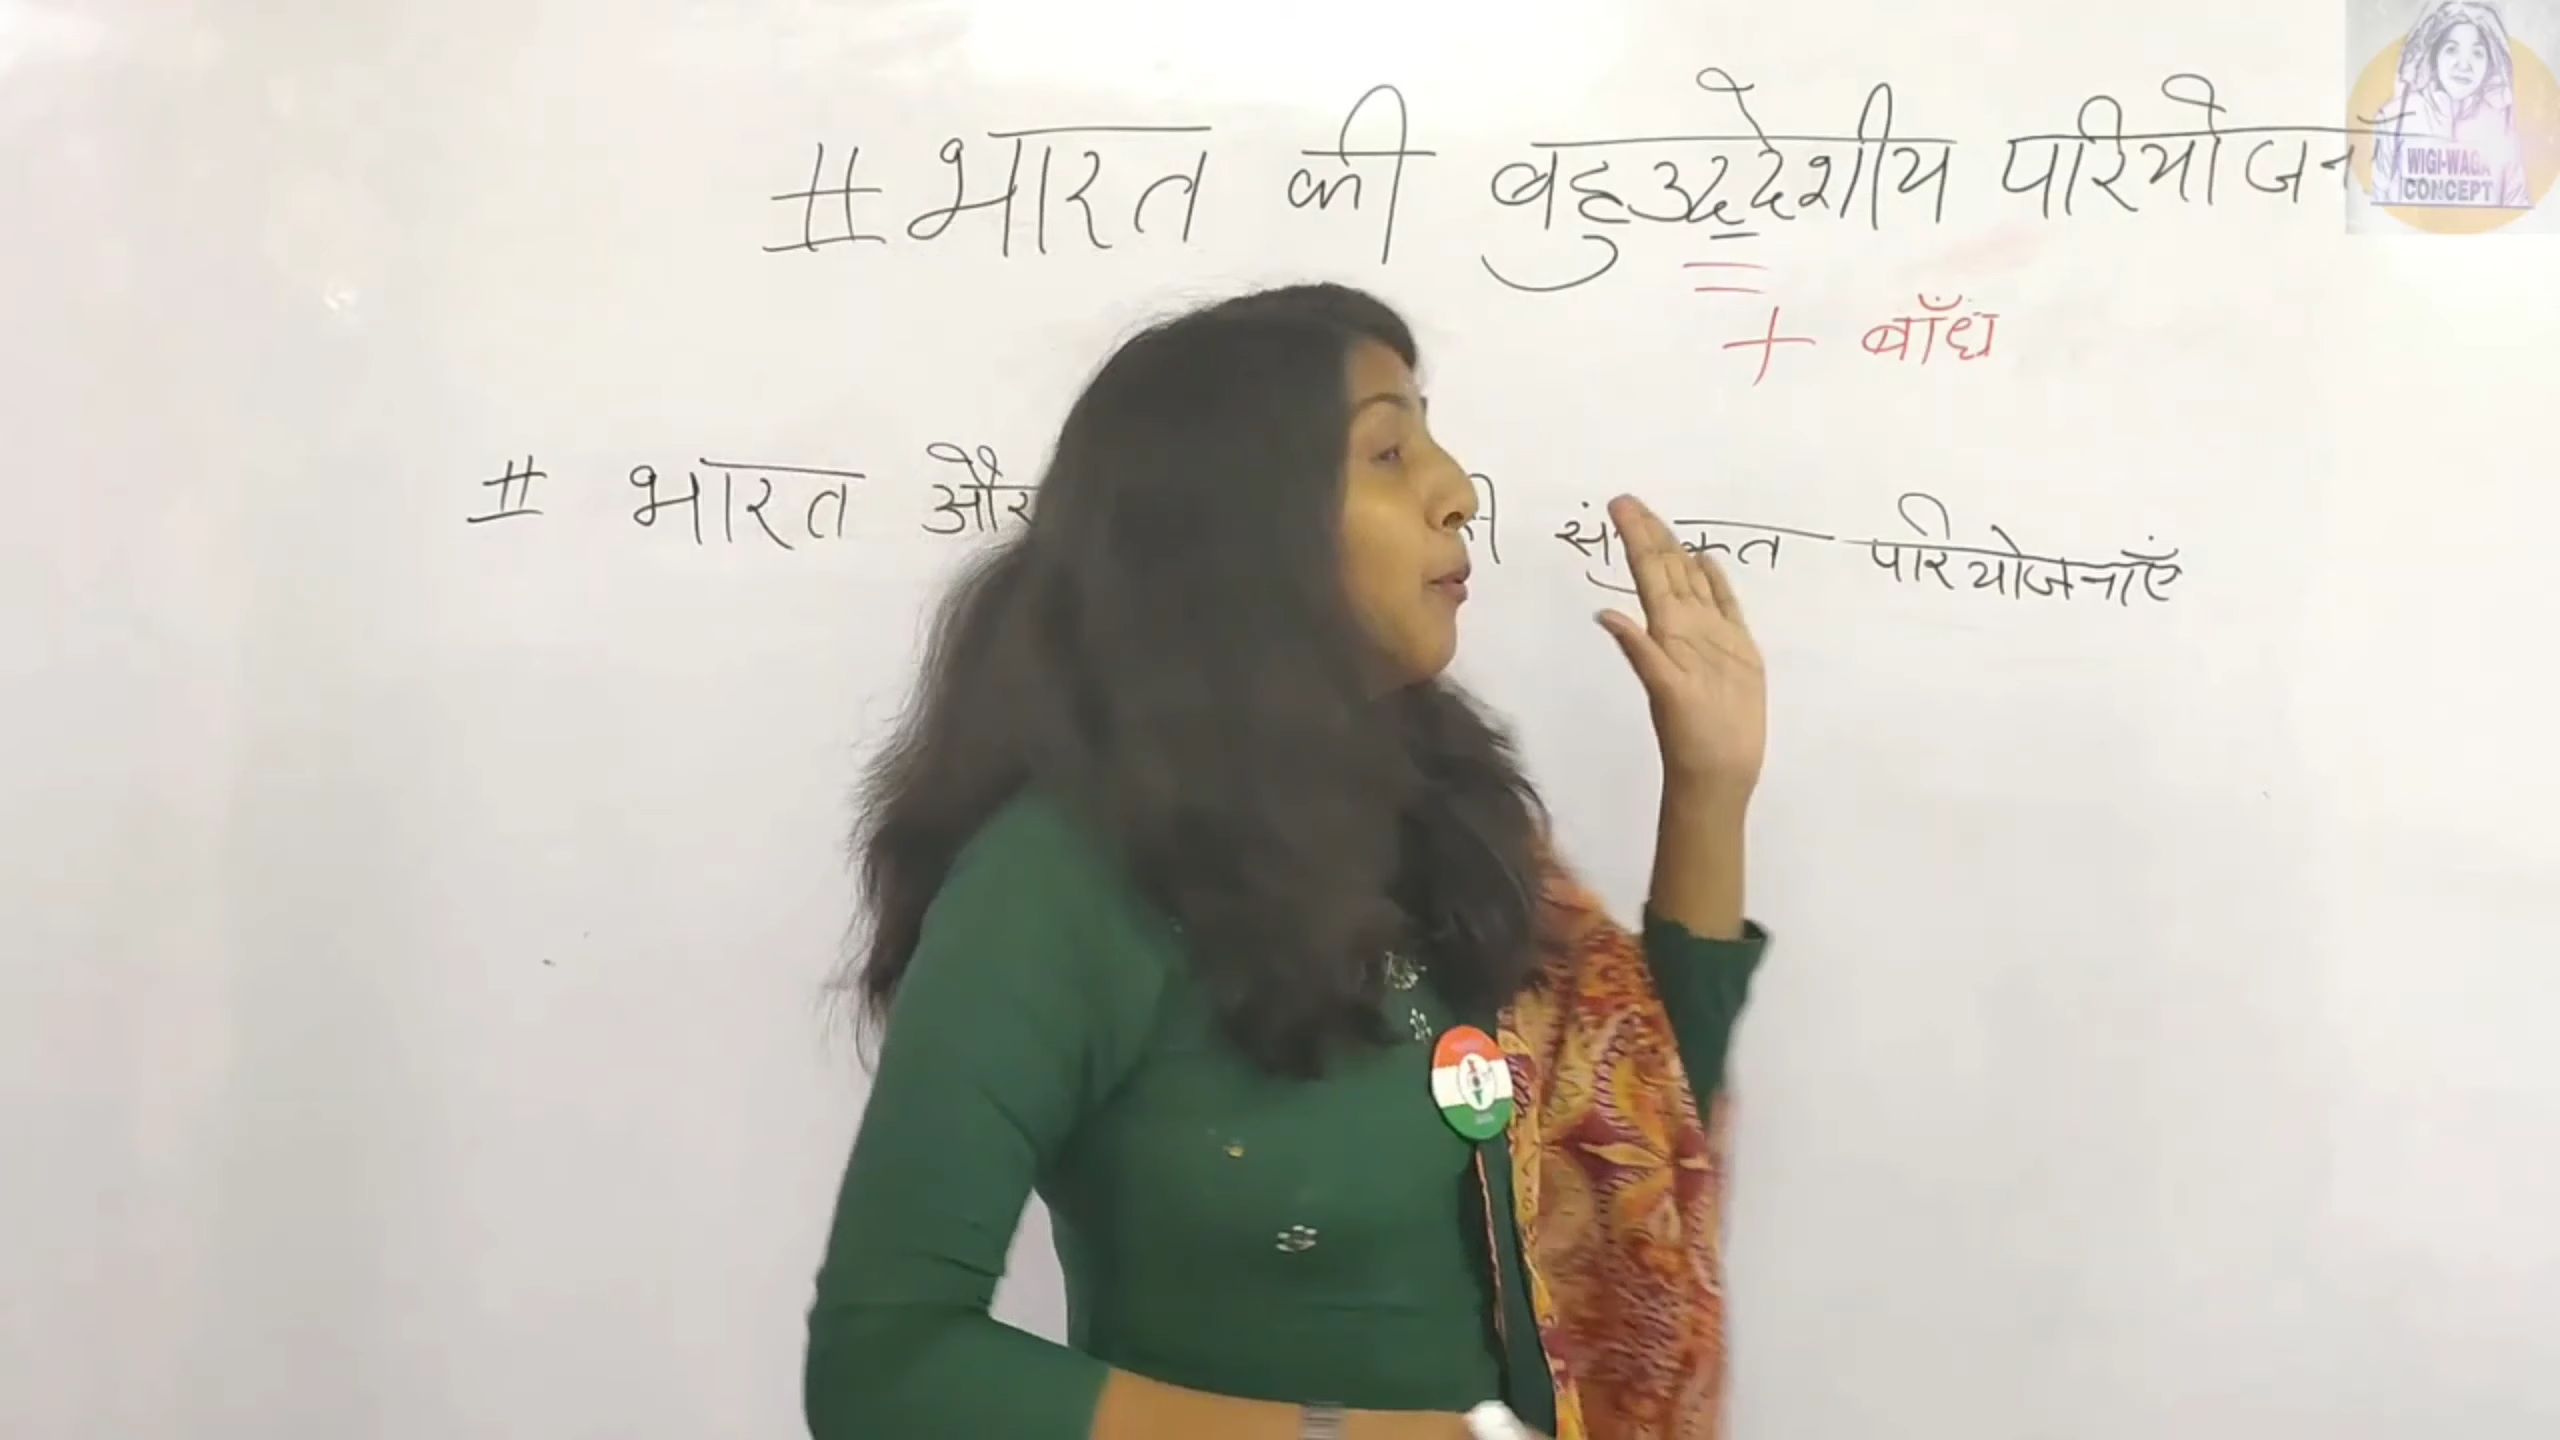 # भारत की बहुउद्देशीय परियोजना
+ बाँध
# भारत और की संयुक्त परियोजनाएँ
WIGI-WAGA
CONCEPT